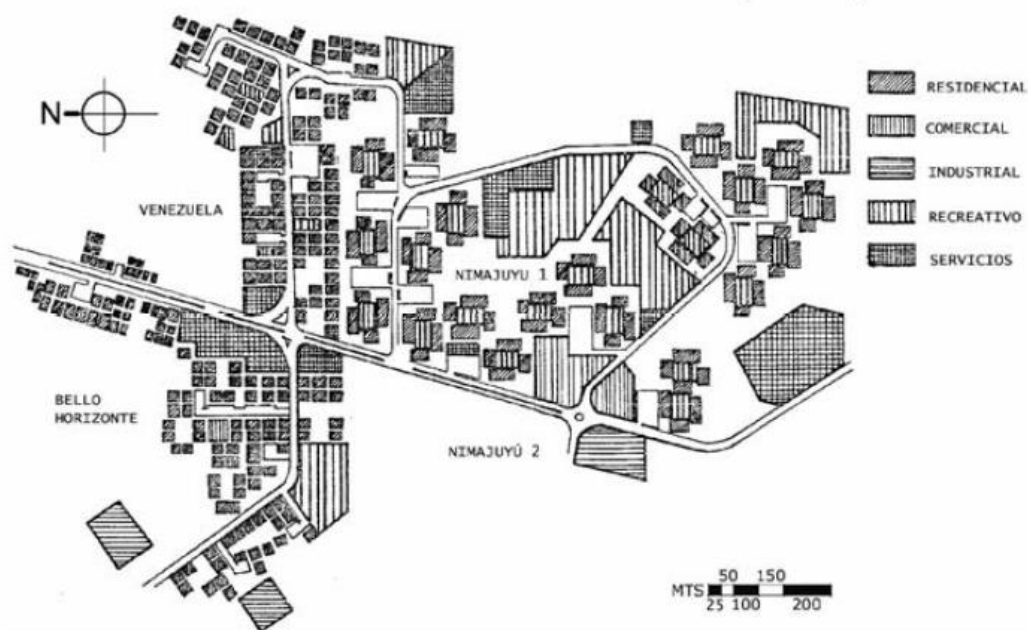 N
RESIDENCIAL
COMERCIAL
INDUSTRIAL
RECREATIVO
SERVICIOS
VENEZUELA
NIMAJUYU 1
BELLO
HORIZONTE
NIMAJUYÚ 2
50 150
MTS
25 100 200